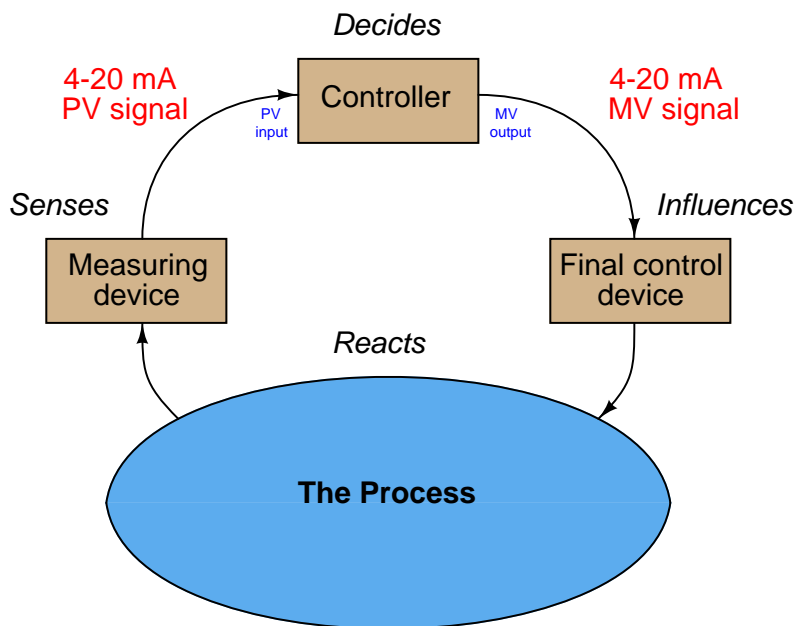 Decides
4-20 mA
PV signal
PV
input
Controller
MV
output
4-20 mA
MV signal
Senses
Influences
Measuring
device
Final control
device
Reacts
The Process